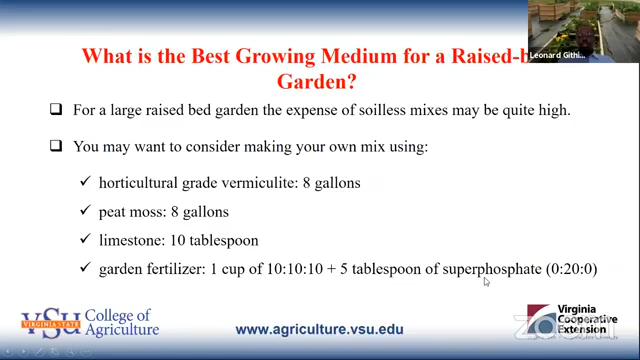 What is the Best Growing Medium for a Raised-b
Garden?
Leonard Githi...
For a large raised bed garden the expense of soilless mixes may be quite high.
You may want to consider making your own mix using:
horticultural grade vermiculite: 8 gallons
peat moss: 8 gallons
limestone: 10 tablespoon
garden fertilizer: 1 cup of 10:10:10 + 5 tablespoon of superphosphate (0:20:0)
VSU
VIRGINIA STATE
College of
Agriculture
www.agriculture.vsu.edu
Virginia
Cooperative
Extension